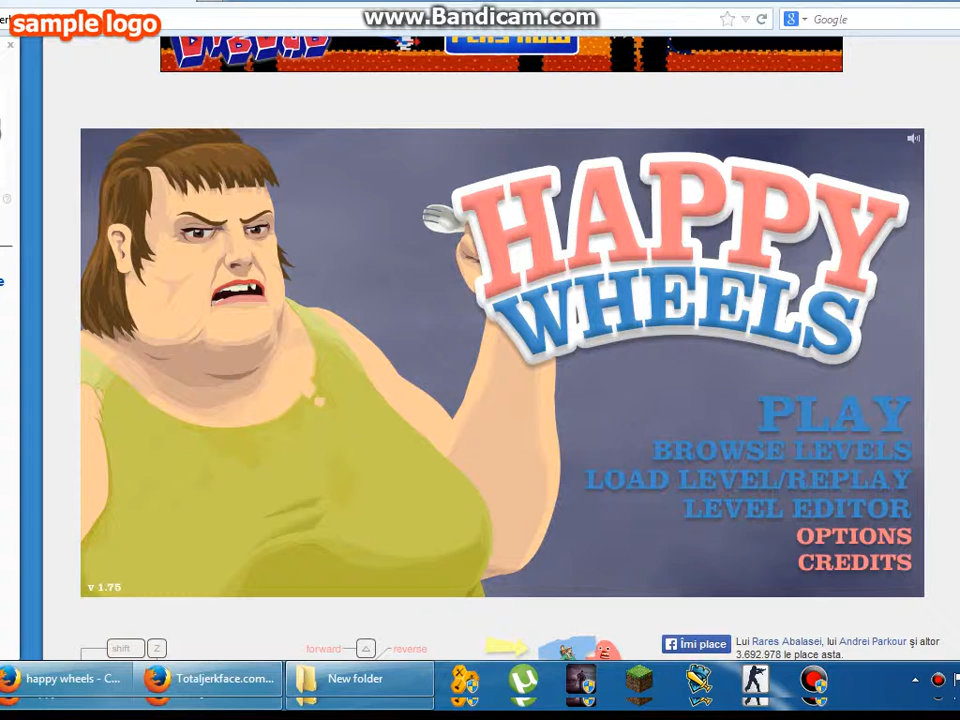 www.Bandicam.com
sample logo
Google
HAPPY
WHEELS
PLAY
BROWSE LEVELS
LOAD LEVEL/REPLAY
LEVEL EDITOR
OPTIONS
CREDITS
v 1.75
shift
Z
forward
reverse
Îmi place
Lui Rares Abalasei, lui Andrei Parkour și altor
3.692.978 le place asta.
happy wheels - C...
Totaljerkface.com...
New folder